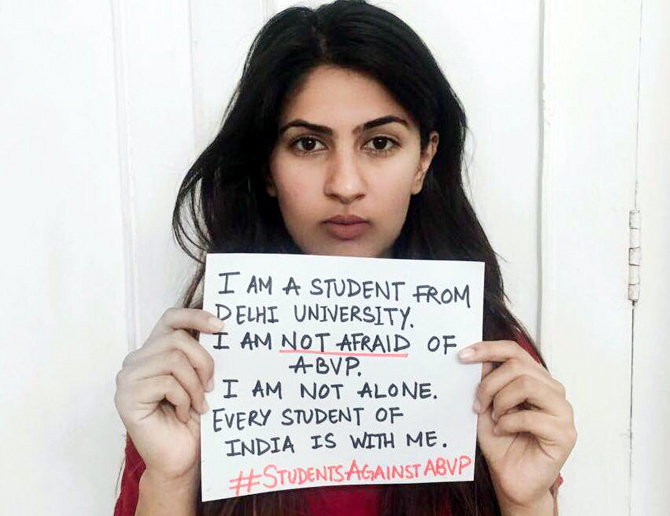 I AM A STUDENT FROM
DELHI UNIVERSITY.
I AM NOT AFRAID OF
ABVP.
I AM NOT ALONE.
EVERY STUDENT OF
INDIA IS WITH ME.
#STUDENTSAGAINSTABVP